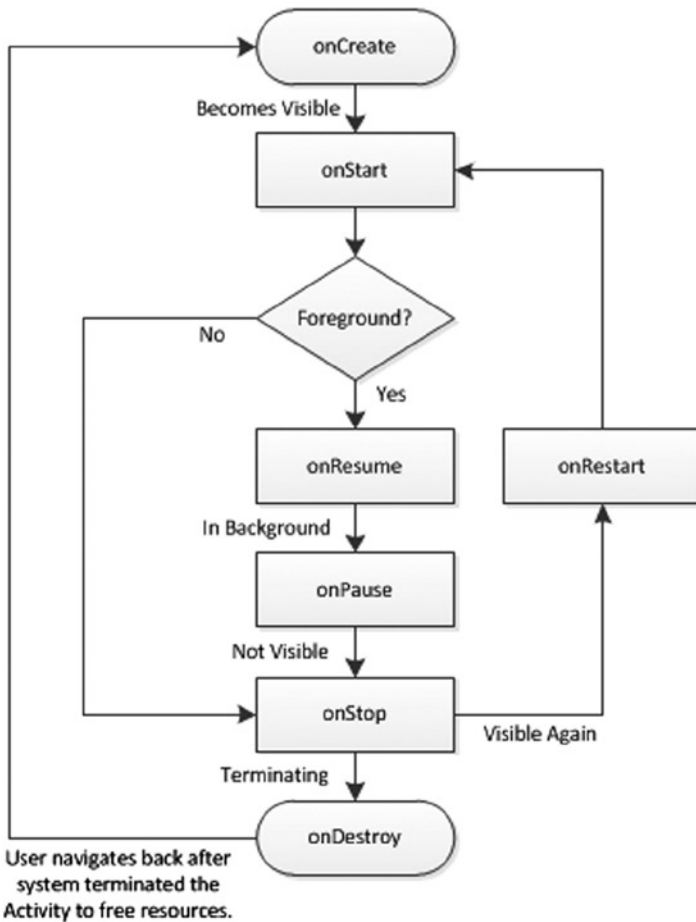 onCreate
Becomes Visible
onStart
Foreground?
No
Yes
onResume
onRestart
In Background
onPause
Not Visible
onStop
Visible Again
Terminating
onDestroy
User navigates back after
system terminated the
Activity to free resources.